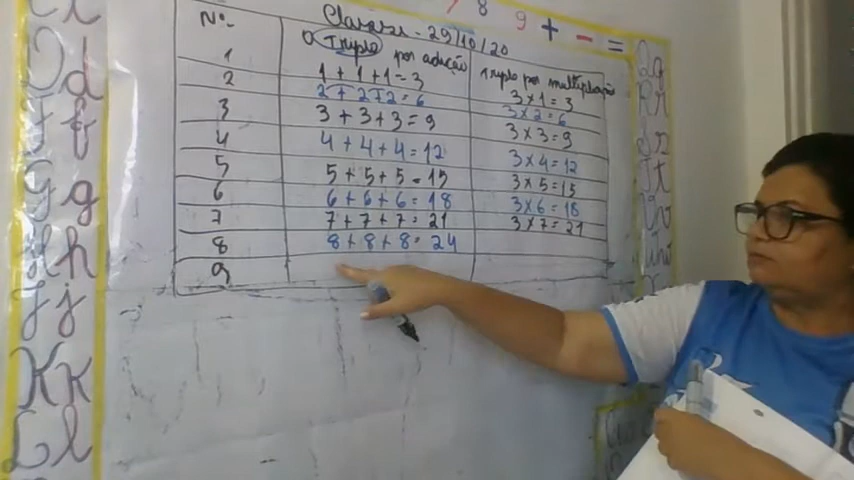 8 9 + - =
Nº-
29/10/20
O Triplo por adução
Triplo por multiplicação
1 1 + 1 + 1 = 3 3 x 1 = 3
2 2 + 2 + 2 = 6 3 x 2 = 6
3 3 + 3 + 3 = 9 3 x 3 = 9
4 4 + 4 + 4 = 12 3 x 4 = 12
5 5 + 5 + 5 = 15 3 x 5 = 15
6 6 + 6 + 6 = 18 3 x 6 = 18
7 7 + 7 + 7 = 21 3 x 7 = 21
8 8 + 8 + 8 = 24
9
D d
F f
G g
H h
J j
K k
L l
Q q
R r
S s
T t